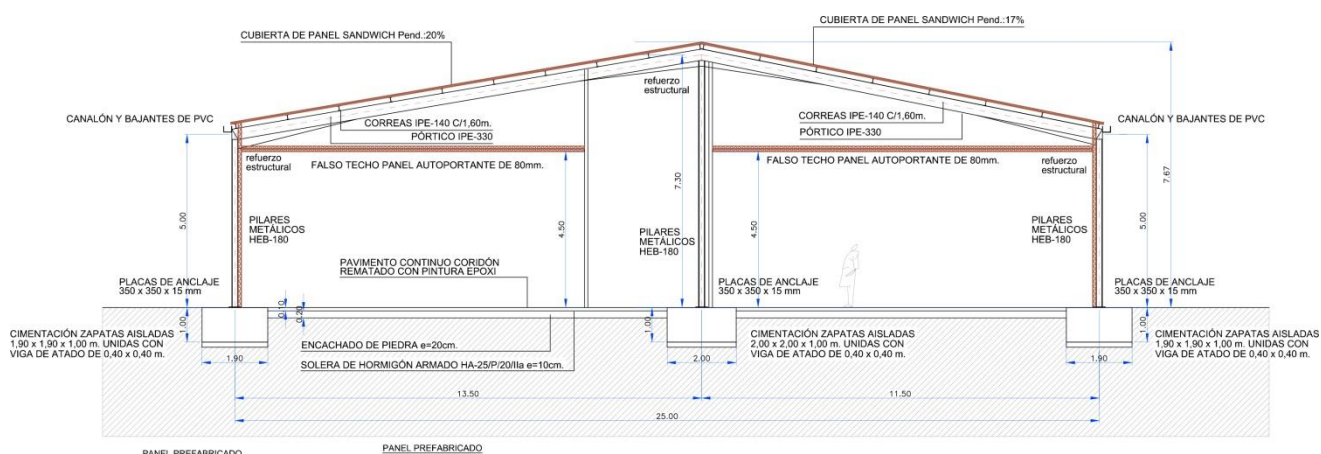 CUBIERTA DE PANEL SANDWICH Pend.:17%
CUBIERTA DE PANEL SANDWICH Pend.:20%
refuerzo
estructural
CANALÓN Y BAJANTES DE PVC
CORREAS IPE-140 C/1,60m.
PÓRTICO IPE-330
CORREAS IPE-140 C/1,60m.
PÓRTICO IPE-330
CANALÓN Y BAJANTES DE PVC
refuerzo
estructural
FALSO TECHO PANEL AUTOPORTANTE DE 80mm.
FALSO TECHO PANEL AUTOPORTANTE DE 80mm.
refuerzo
estructural
7.30
7.67
5.00
4.50
4.50
5.00
PILARES
METÁLICOS
HEB-180
PILARES
METÁLICOS
HEB-180
PILARES
METÁLICOS
HEB-180
PAVIMENTO CONTINUO CORIDÓN
REMATADO CON PINTURA EPOXI
PLACAS DE ANCLAJE
350 x 350 x 15 mm
PLACAS DE ANCLAJE
350 x 350 x 15 mm
PLACAS DE ANCLAJE
350 x 350 x 15 mm
1.00
0.10
0.20
1.00
1.00
CIMENTACIÓN ZAPATAS AISLADAS
1,90 x 1,90 x 1,00 m. UNIDAS CON
VIGA DE ATADO DE 0,40 x 0,40 m.
ENCACHADO DE PIEDRA e=20cm.
SOLERA DE HORMIGÓN ARMADO HA-25/P/20/IIa e=10cm.
CIMENTACIÓN ZAPATAS AISLADAS
2,00 x 2,00 x 1,00 m. UNIDAS CON
VIGA DE ATADO DE 0,40 x 0,40 m.
CIMENTACIÓN ZAPATAS AISLADAS
1,90 x 1,90 x 1,00 m. UNIDAS CON
VIGA DE ATADO DE 0,40 x 0,40 m.
1.90
2.00
1.90
13.50
11.50
25.00
PANEL PREFABRICADO
PANEL PREFABRICADO